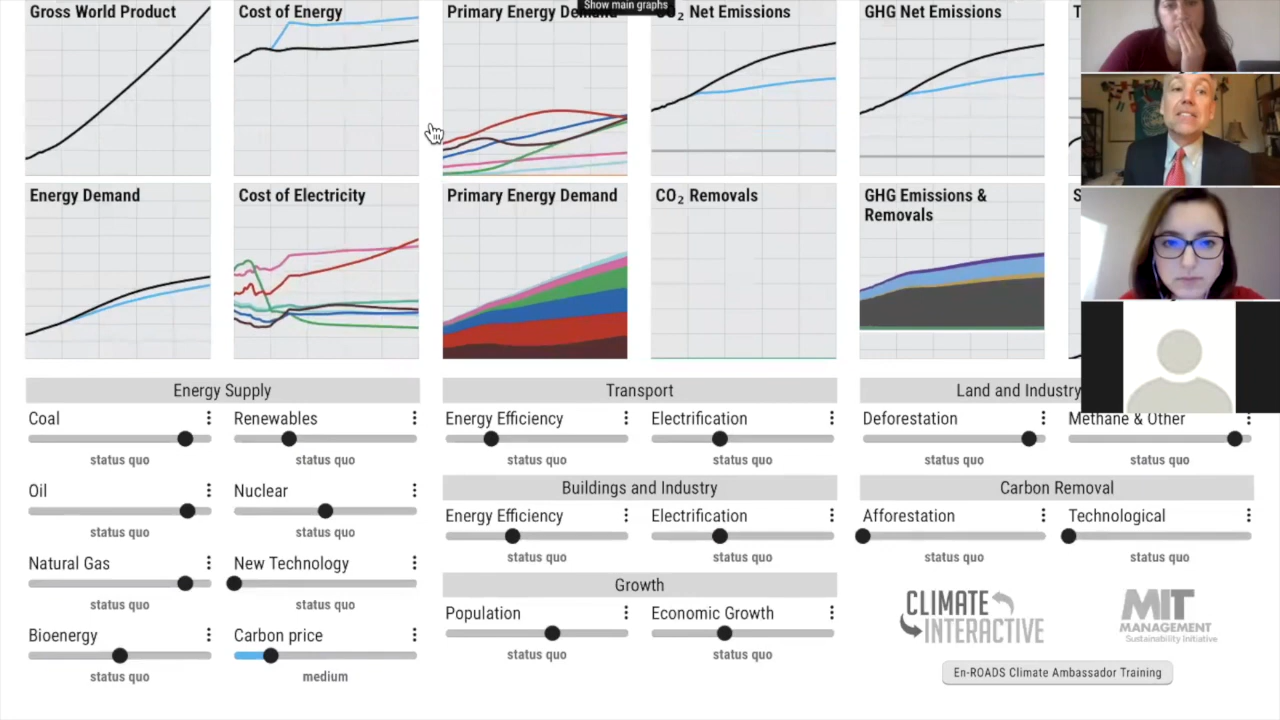 Show main graphs
Gross World Product
Cost of Energy
Primary Energy Demand
CO₂ Net Emissions
GHG Net Emissions
T
Energy Demand
Cost of Electricity
Primary Energy Demand
CO₂ Removals
GHG Emissions &
Removals
S
Energy Supply
Transport
Land and Industry
Coal
status quo
Renewables
status quo
Energy Efficiency
status quo
Electrification
status quo
Deforestation
status quo
Methane & Other
status quo
Oil
status quo
Nuclear
status quo
Buildings and Industry
Carbon Removal
Energy Efficiency
status quo
Electrification
status quo
Afforestation
status quo
Technological
status quo
Natural Gas
status quo
New Technology
status quo
Growth
Population
status quo
Economic Growth
status quo
Bioenergy
status quo
Carbon price
medium
CLIMATE
INTERACTIVE
MIT
MANAGEMENT
Sustainability Initiative
En-ROADS Climate Ambassador Training